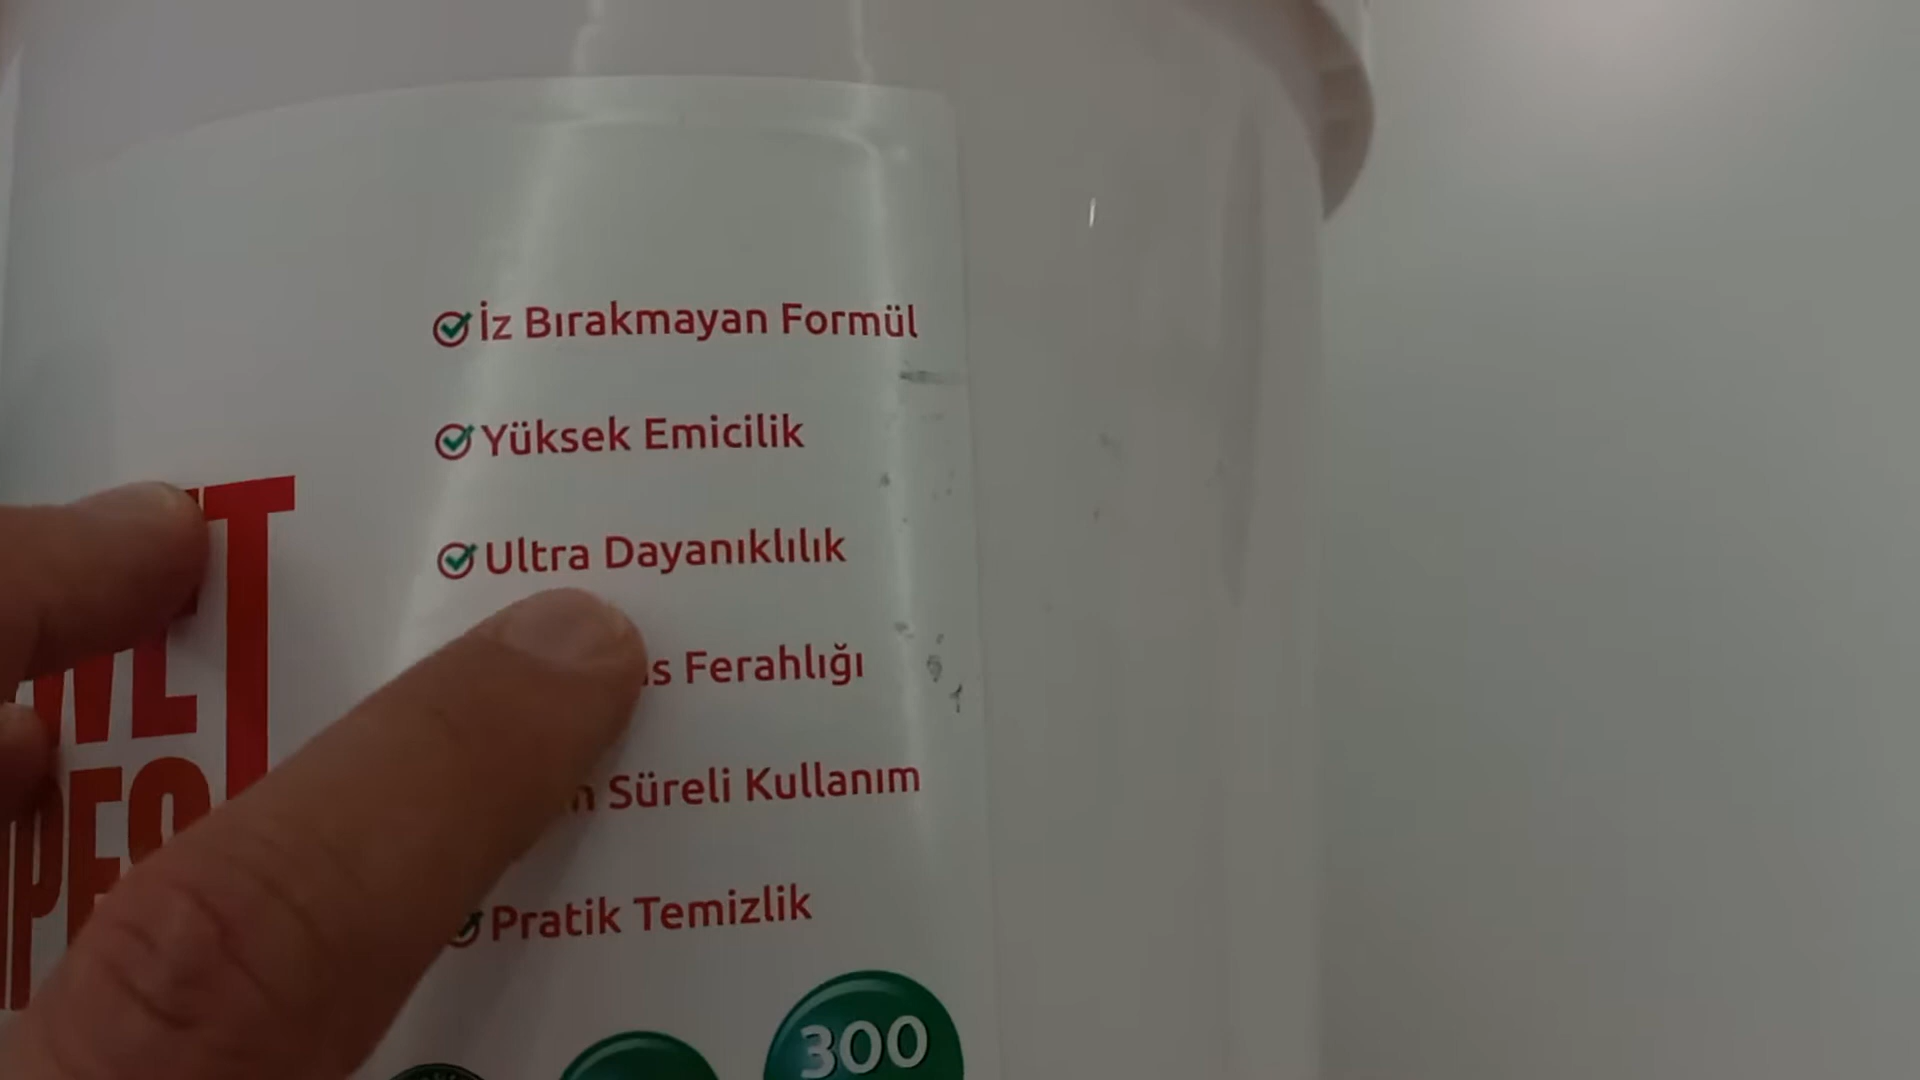 İz Bırakmayan Formül
Yüksek Emicilik
Ultra Dayanıklılık
Ferahlığı
Süreli Kullanım
Pratik Temizlik
300